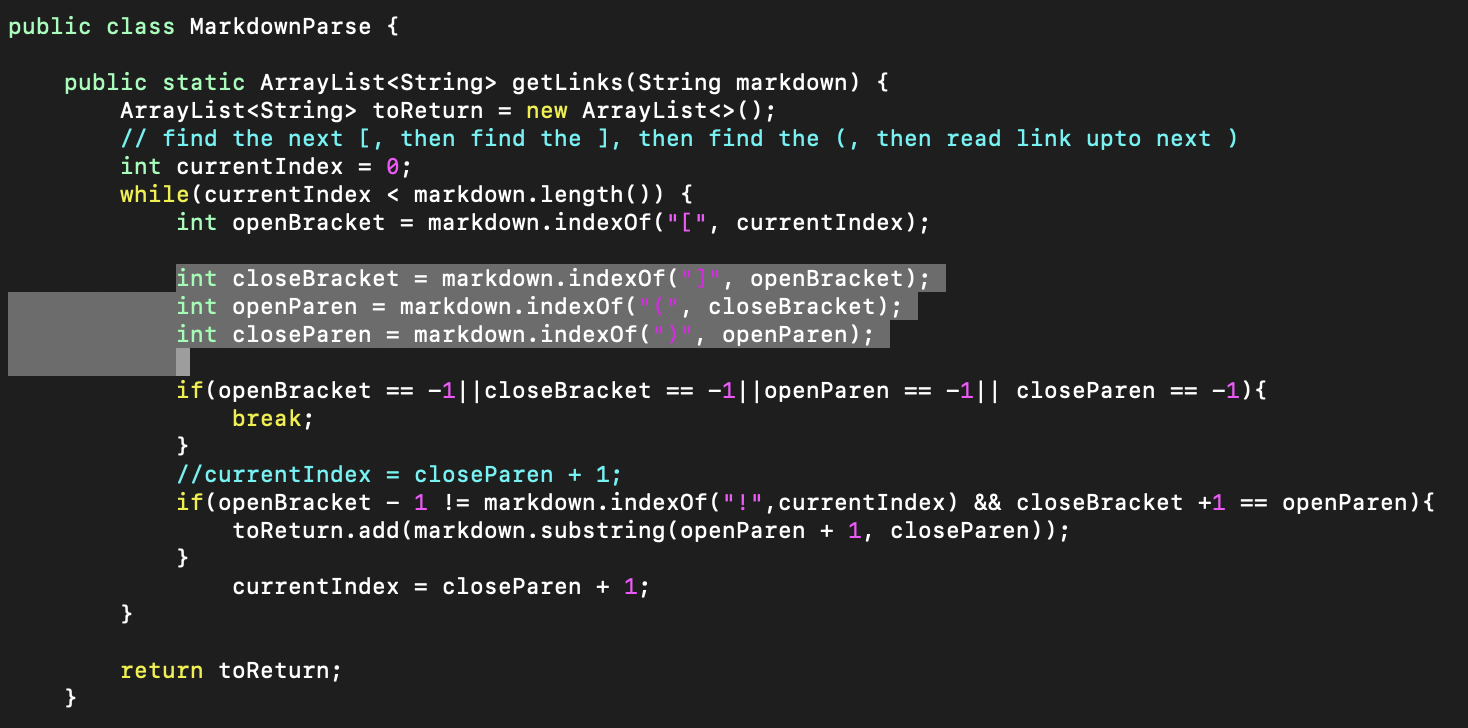 public class MarkdownParse {
public static ArrayList<String> getLinks(String markdown) {
ArrayList<String> toReturn = new ArrayList<>();
// find the next [, then find the ], then find the (, then read link upto next )
int currentIndex = 0;
while(currentIndex < markdown.length()) {
int openBracket = markdown.indexOf("[", currentIndex);
int closeBracket = markdown.indexOf("]", openBracket);
int openParen = markdown.indexOf("(", closeBracket);
int closeParen = markdown.indexOf(")", openParen);
if(openBracket == -1||closeBracket == -1||openParen == -1|| closeParen == -1){
break;
}
//currentIndex = closeParen + 1;
if(openBracket - 1 != markdown.indexOf("!",currentIndex) && closeBracket +1 == openParen){
toReturn.add(markdown.substring(openParen + 1, closeParen));
}
currentIndex = closeParen + 1;
}
return toReturn;
}